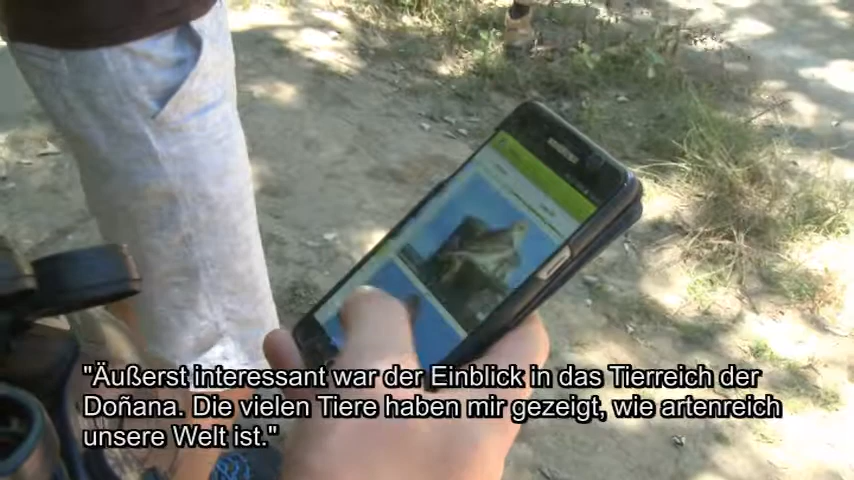 "Äußerst interessant war der Einblick in das Tierreich der
Doñana. Die vielen Tiere haben mir gezeigt, wie artenreich
unsere Welt ist."